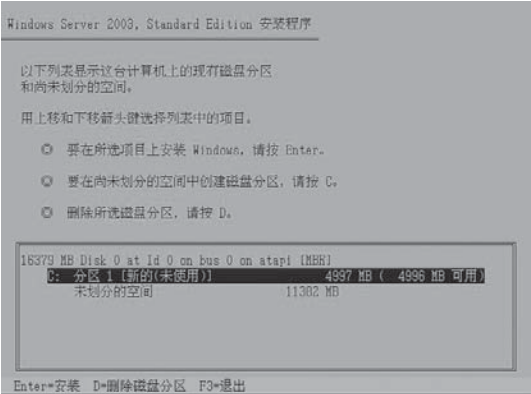 Windows Server 2003, Standard Edition 安装程序
以下列表显示这台计算机上的现有磁盘分区
和尚未划分的空间。
用上移和下移箭头键选择列表中的项目。
◎ 要在所选项目上安装 Windows，请按 Enter。
◎ 要在尚未划分的空间中创建磁盘分区，请按 C。
◎ 删除所选磁盘分区，请按 D。
16379 MB Disk 0 at Id 0 on bus 0 on atapi [MBR]
C: 分区 1 [新的(未使用)] 4997 MB ( 4996 MB 可用)
未划分的空间 11382 MB
Enter=安装 D=删除磁盘分区 F3=退出